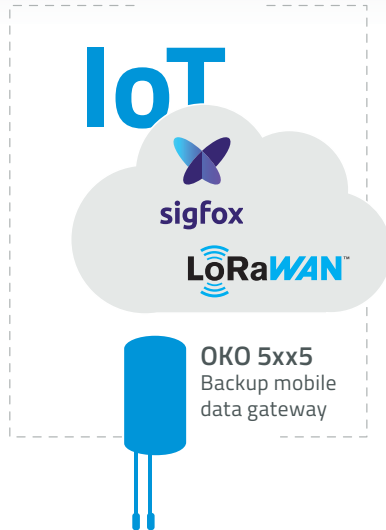 IoT
sigfox
LoRaWAN™
OKO 5xx5
Backup mobile
data gateway